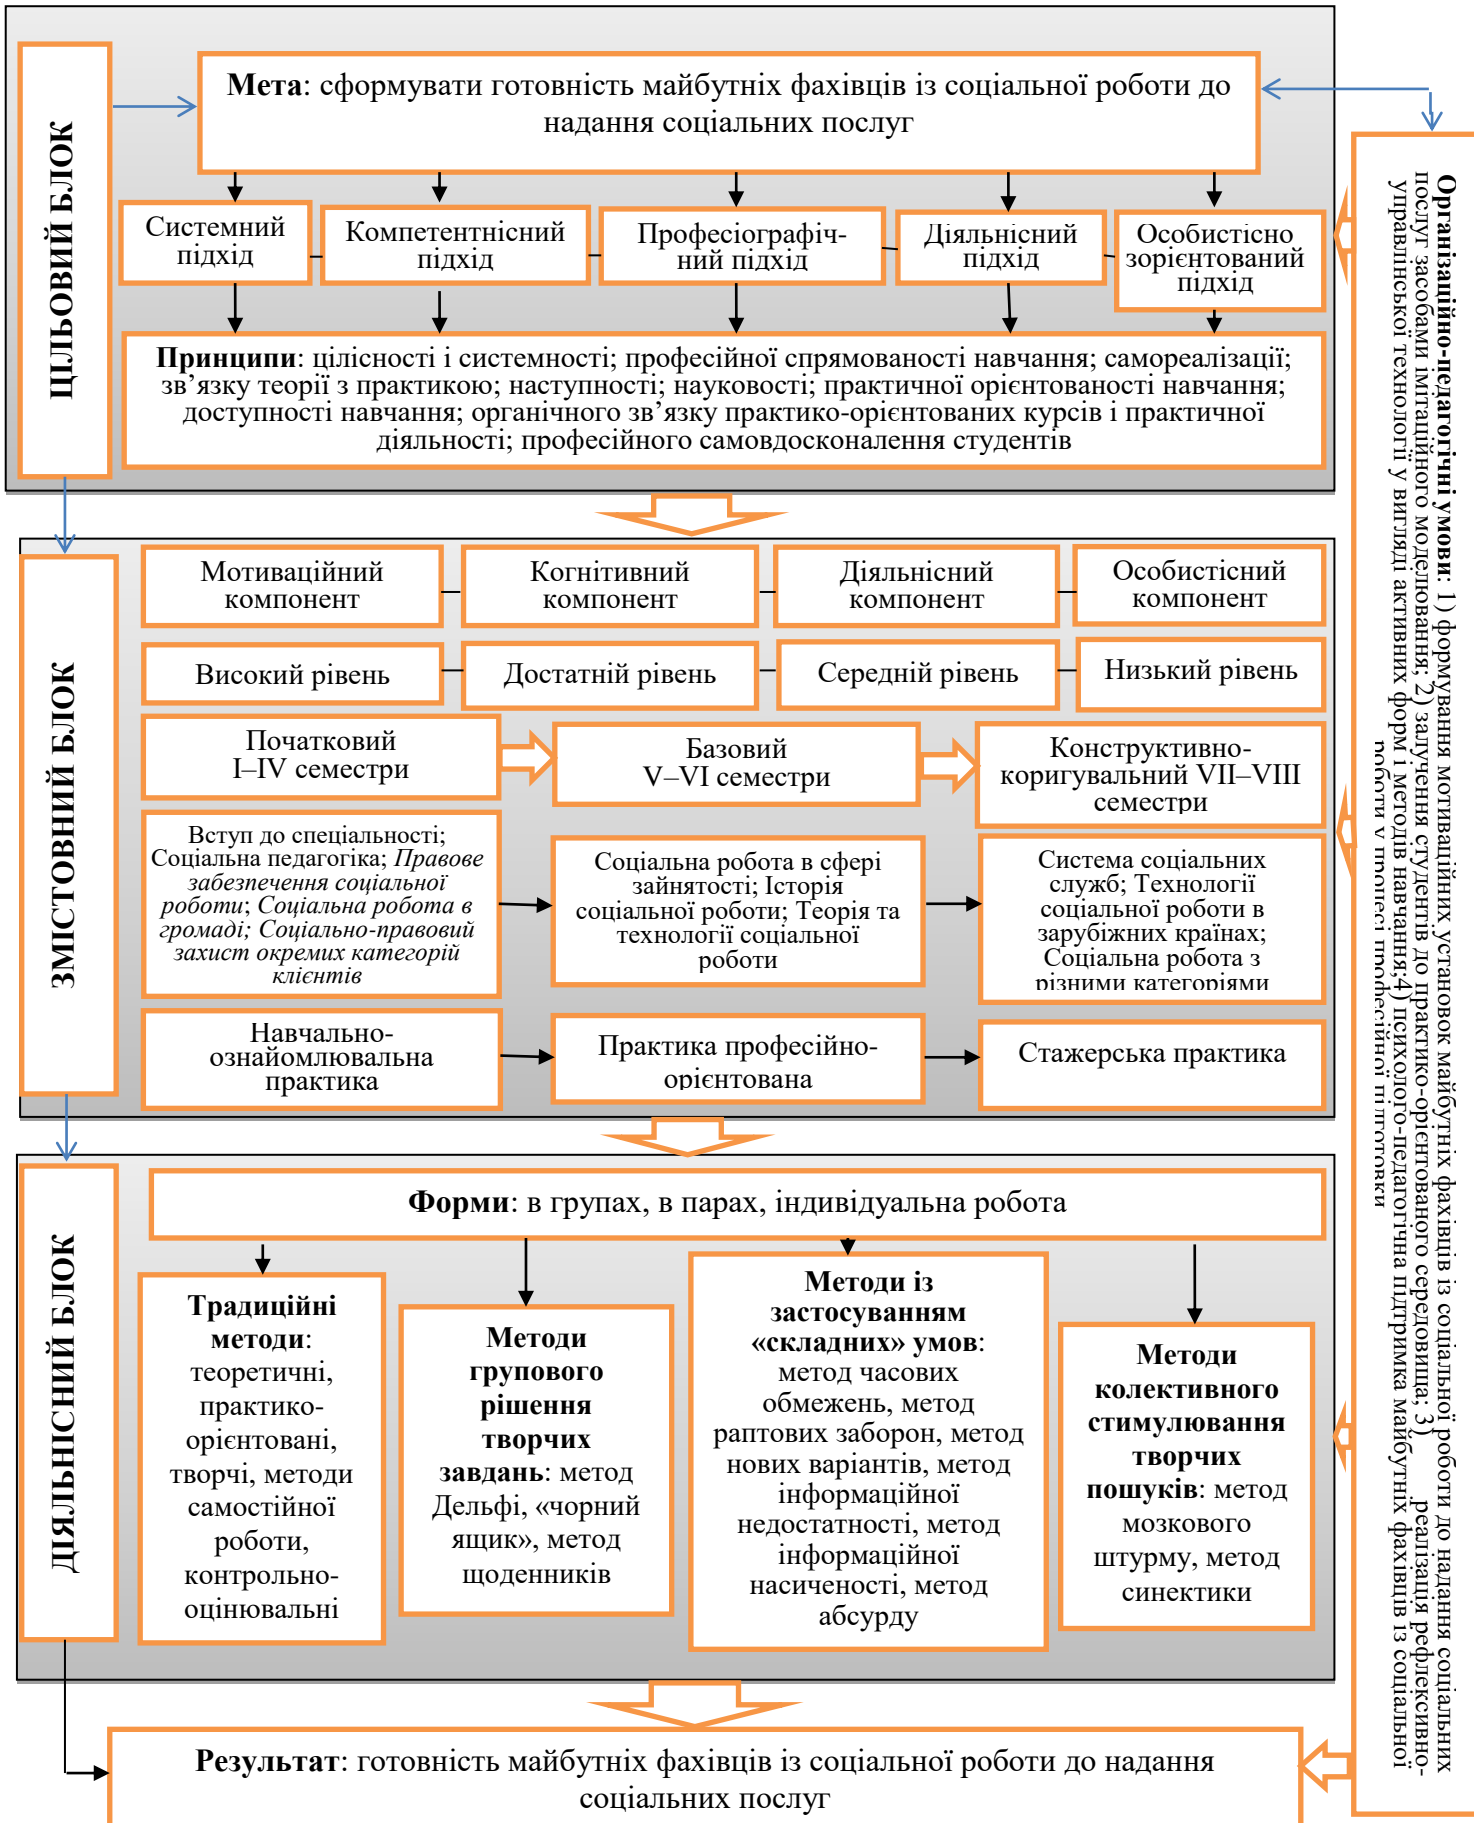 ЦІЛЬОВИЙ БЛОК
Мета: сформувати готовність майбутніх фахівців із соціальної роботи до
надання соціальних послуг
Системний
підхід
Компетентнісний
підхід
Професіографіч-
ний підхід
Діяльнісний
підхід
Особистісно
зорієнтований
підхід
Принципи: цілісності і системності; професійної спрямованості навчання; самореалізації;
зв’язку теорії з практикою; наступності; науковості; практичної орієнтованості навчання;
доступності навчання; органічного зв’язку практико-орієнтованих курсів і практичної
діяльності; професійного самовдосконалення студентів
ЗМІСТОВНИЙ БЛОК
Мотиваційний
компонент
Когнітивний
компонент
Діяльнісний
компонент
Особистісний
компонент
Високий рівень
Достатній рівень
Середній рівень
Низький рівень
Початковий
І–IV семестри
Базовий
V–VI семестри
Конструктивно-
коригувальний VII–VIII
семестри
Вступ до спеціальності;
Соціальна педагогіка; Правове
забезпечення соціальної
роботи; Соціальна робота в
громаді; Соціально-правовий
захист окремих категорій
клієнтів
Соціальна робота в сфері
зайнятості; Історія
соціальної роботи; Теорія та
технології соціальної
роботи
Система соціальних
служб; Технології
соціальної роботи в
зарубіжних країнах;
Соціальна робота з
різними категоріями
Навчально-
ознайомлювальна
практика
Практика професійно-
орієнтована
Стажерська практика
ДІЯЛЬНІСНИЙ БЛОК
Форми: в групах, в парах, індивідуальна робота
Традиційні
методи:
теоретичні,
практико-
орієнтовані,
творчі, методи
самостійної
роботи,
контрольно-
оцінювальні
Методи
групового
рішення
творчих
завдань: метод
Дельфі, «чорний
ящик», метод
щоденників
Методи із
застосуванням
«складних» умов:
метод часових
обмежень, метод
раптових заборон, метод
нових варіантів, метод
інформаційної
недостатності, метод
інформаційної
насиченості, метод
абсурду
Методи
колективного
стимулювання
творчих
пошуків: метод
мозкового
штурму, метод
синектики
Результат: готовність майбутніх фахівців із соціальної роботи до надання
соціальних послуг
Організаційно-педагогічні умови: 1) формування мотиваційних установок майбутніх фахівців із соціальної роботи до надання соціальних
послуг засобами імітаційного моделювання; 2) залучення студентів до практико-орієнтованого середовища; 3) реалізація рефлексивно-
управлінської технології у вигляді активних форм і методів навчання;4) психолого-педагогічна підтримка майбутніх фахівців із соціальної
роботи у процесі професійної підготовки